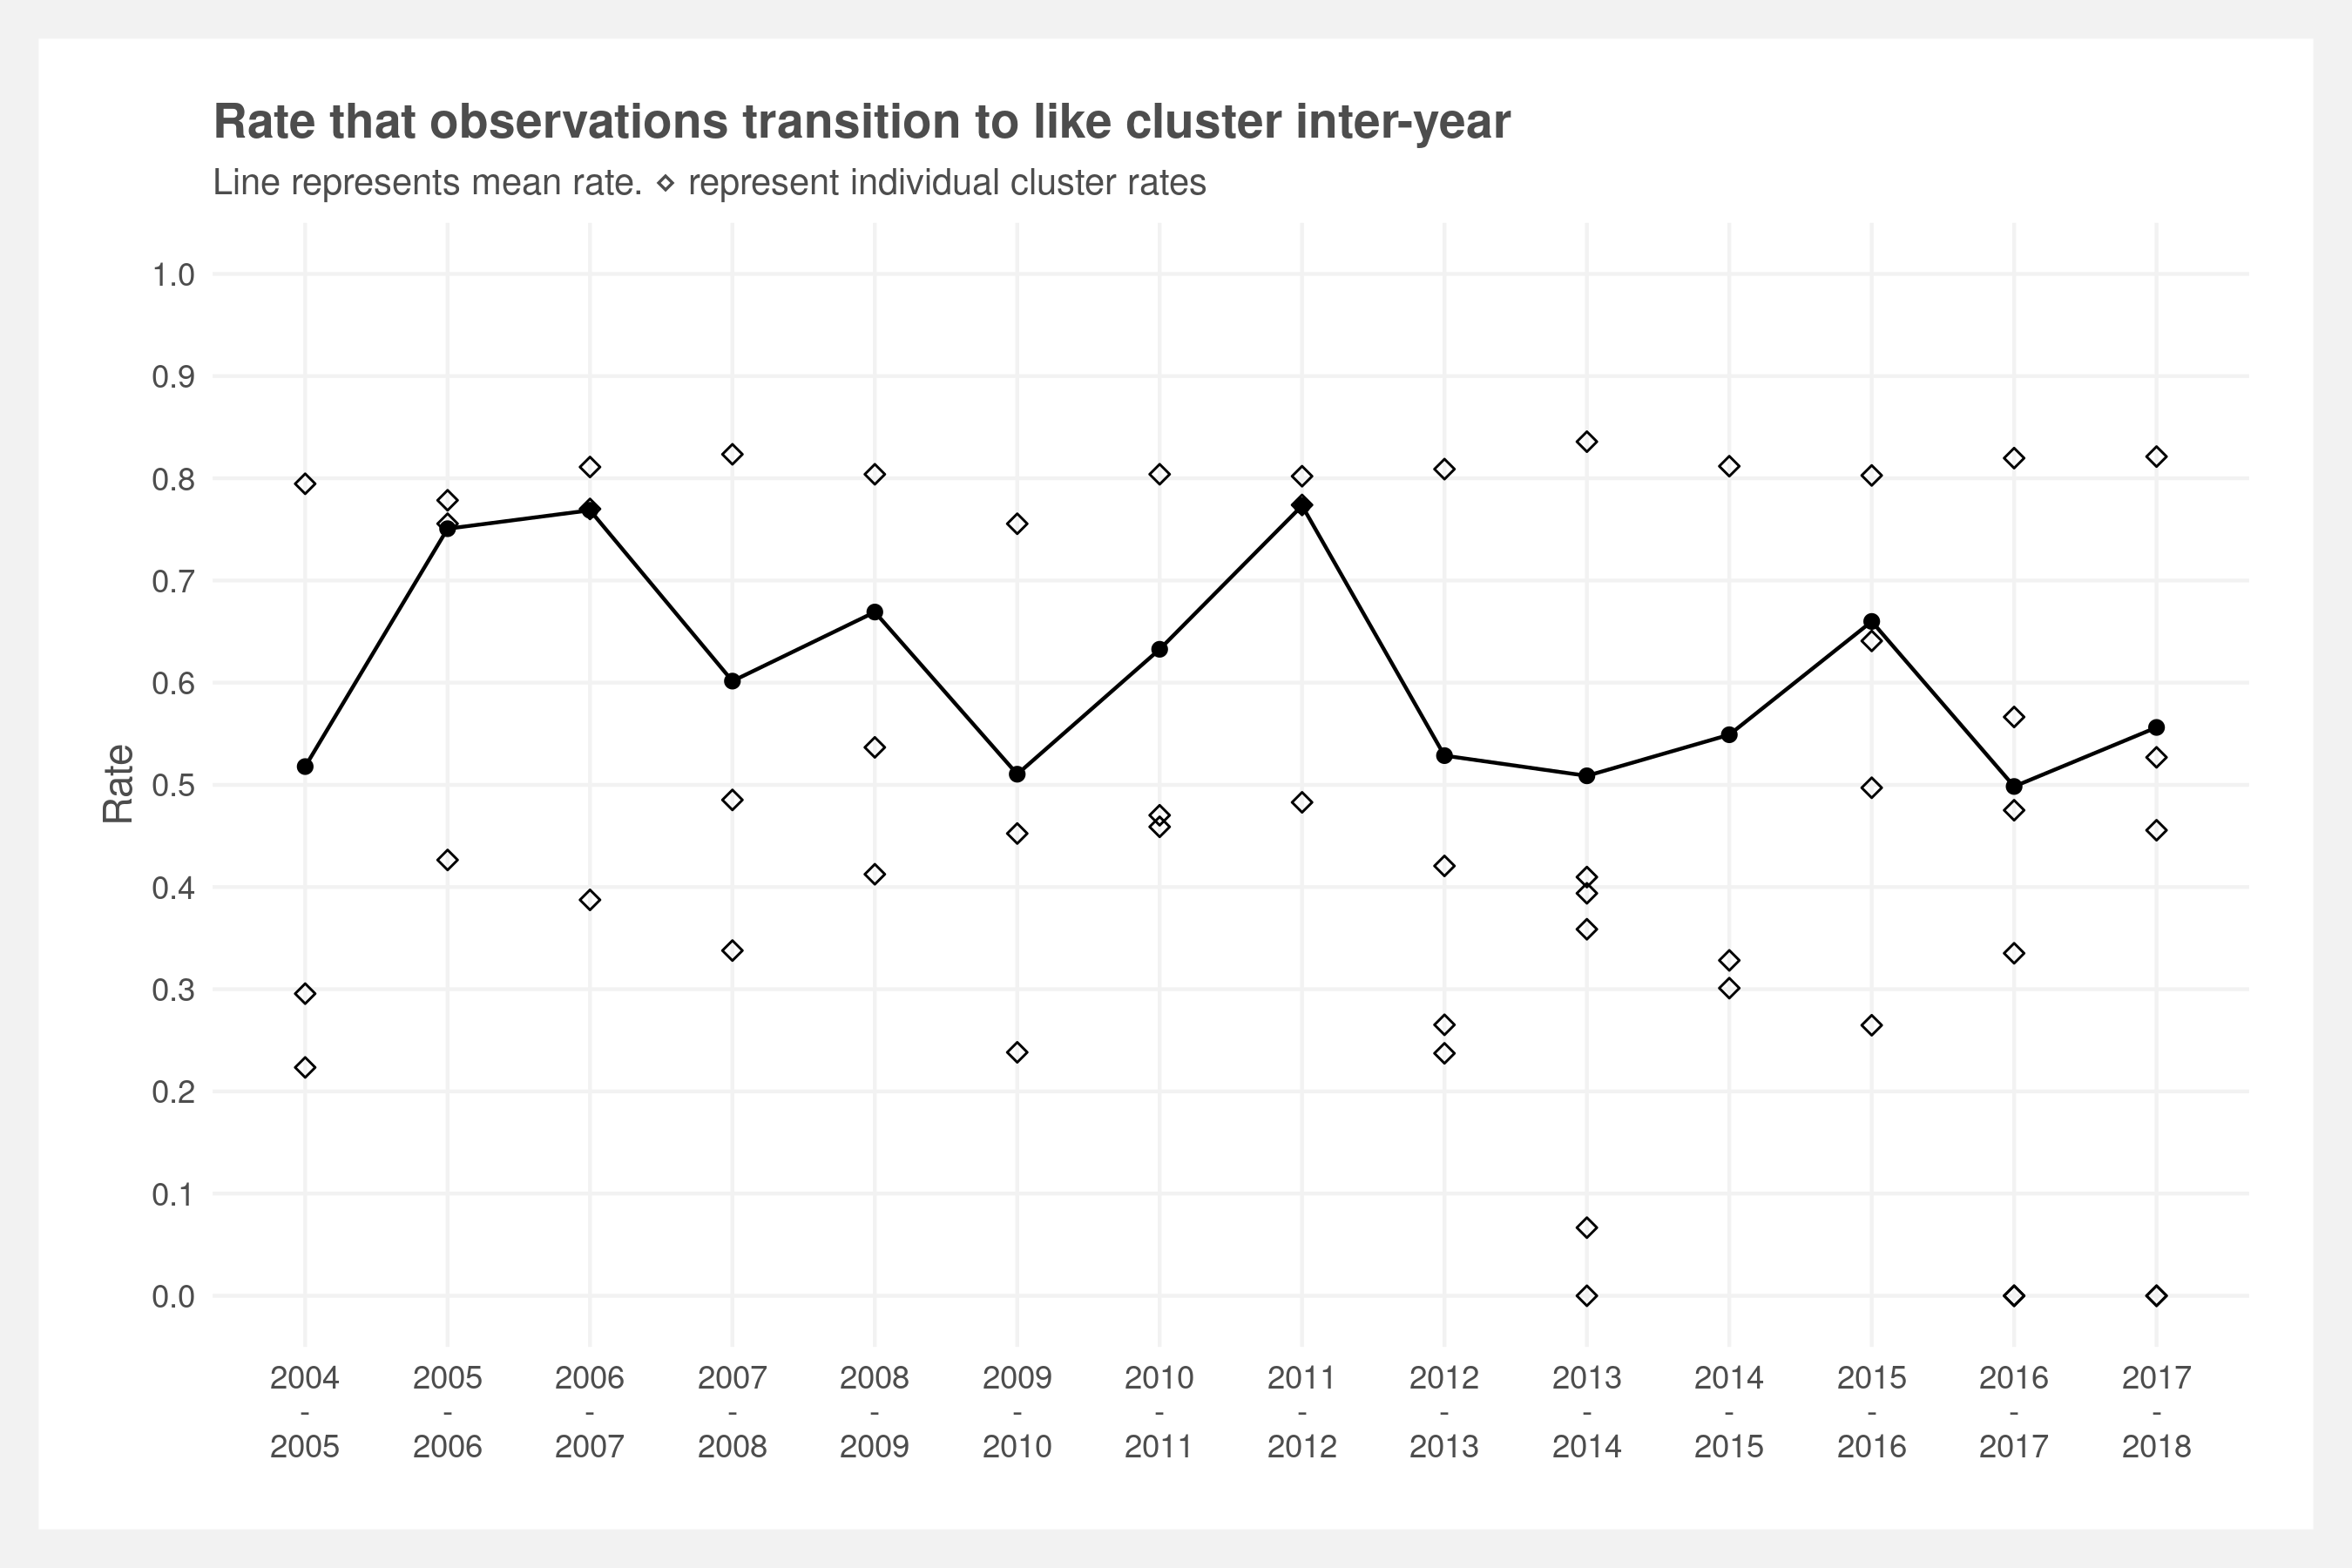 Rate that observations transition to like cluster inter-year
Line represents mean rate. ⋄ represent individual cluster rates
1.0
0.9
0.8
0.7
0.6
0.5
0.4
0.3
0.2
0.1
0.0
Rate
2004 2005 2006 2007 2008 2009 2010 2011 2012 2013 2014 2015 2016 2017
- - - - - - - - - - - - - -
2005 2006 2007 2008 2009 2010 2011 2012 2013 2014 2015 2016 2017 2018